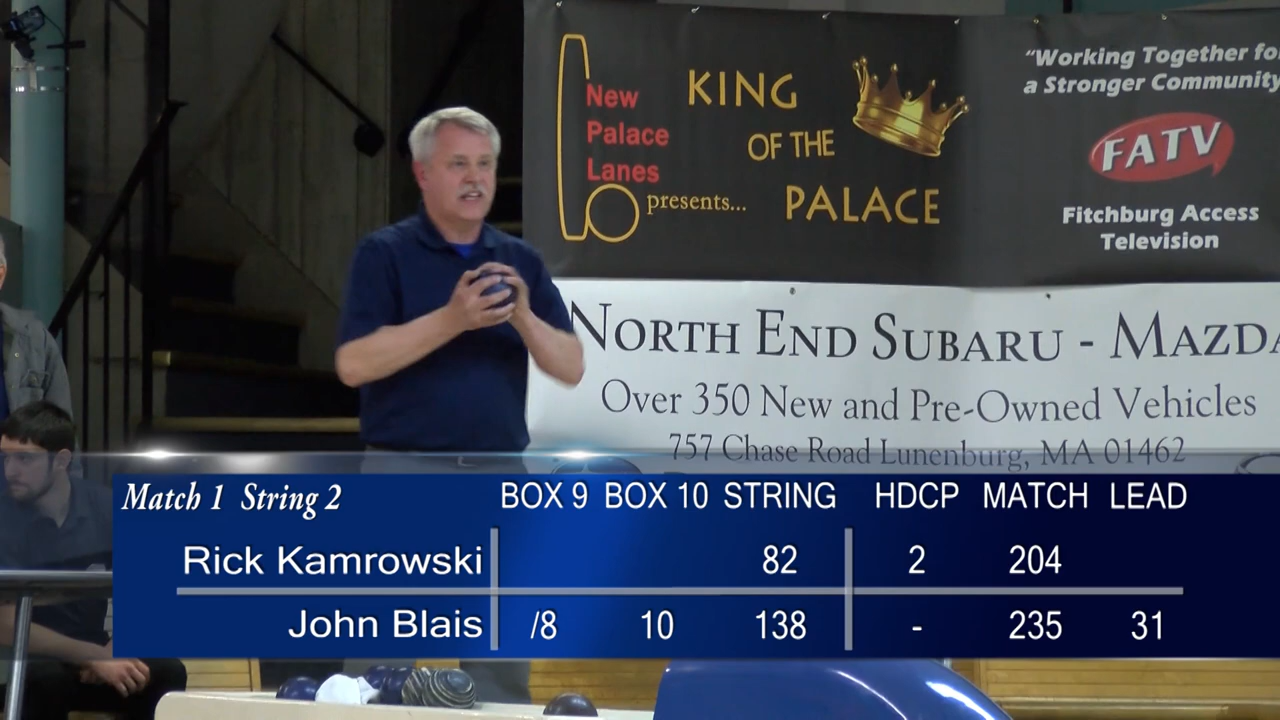 New
Palace
Lanes
presents...
KING
OF THE
PALACE
"Working Together fo
a Stronger Community
FATV
Fitchburg Access
Television
NORTH END SUBARU - MAZDA
Over 350 New and Pre-Owned Vehicles
757 Chase Road Lunenburg, MA 01462
Match 1 String 2 BOX 9 BOX 10 STRING HDCP MATCH LEAD
Rick Kamrowski 82 2 204
John Blais /8 10 138 - 235 31